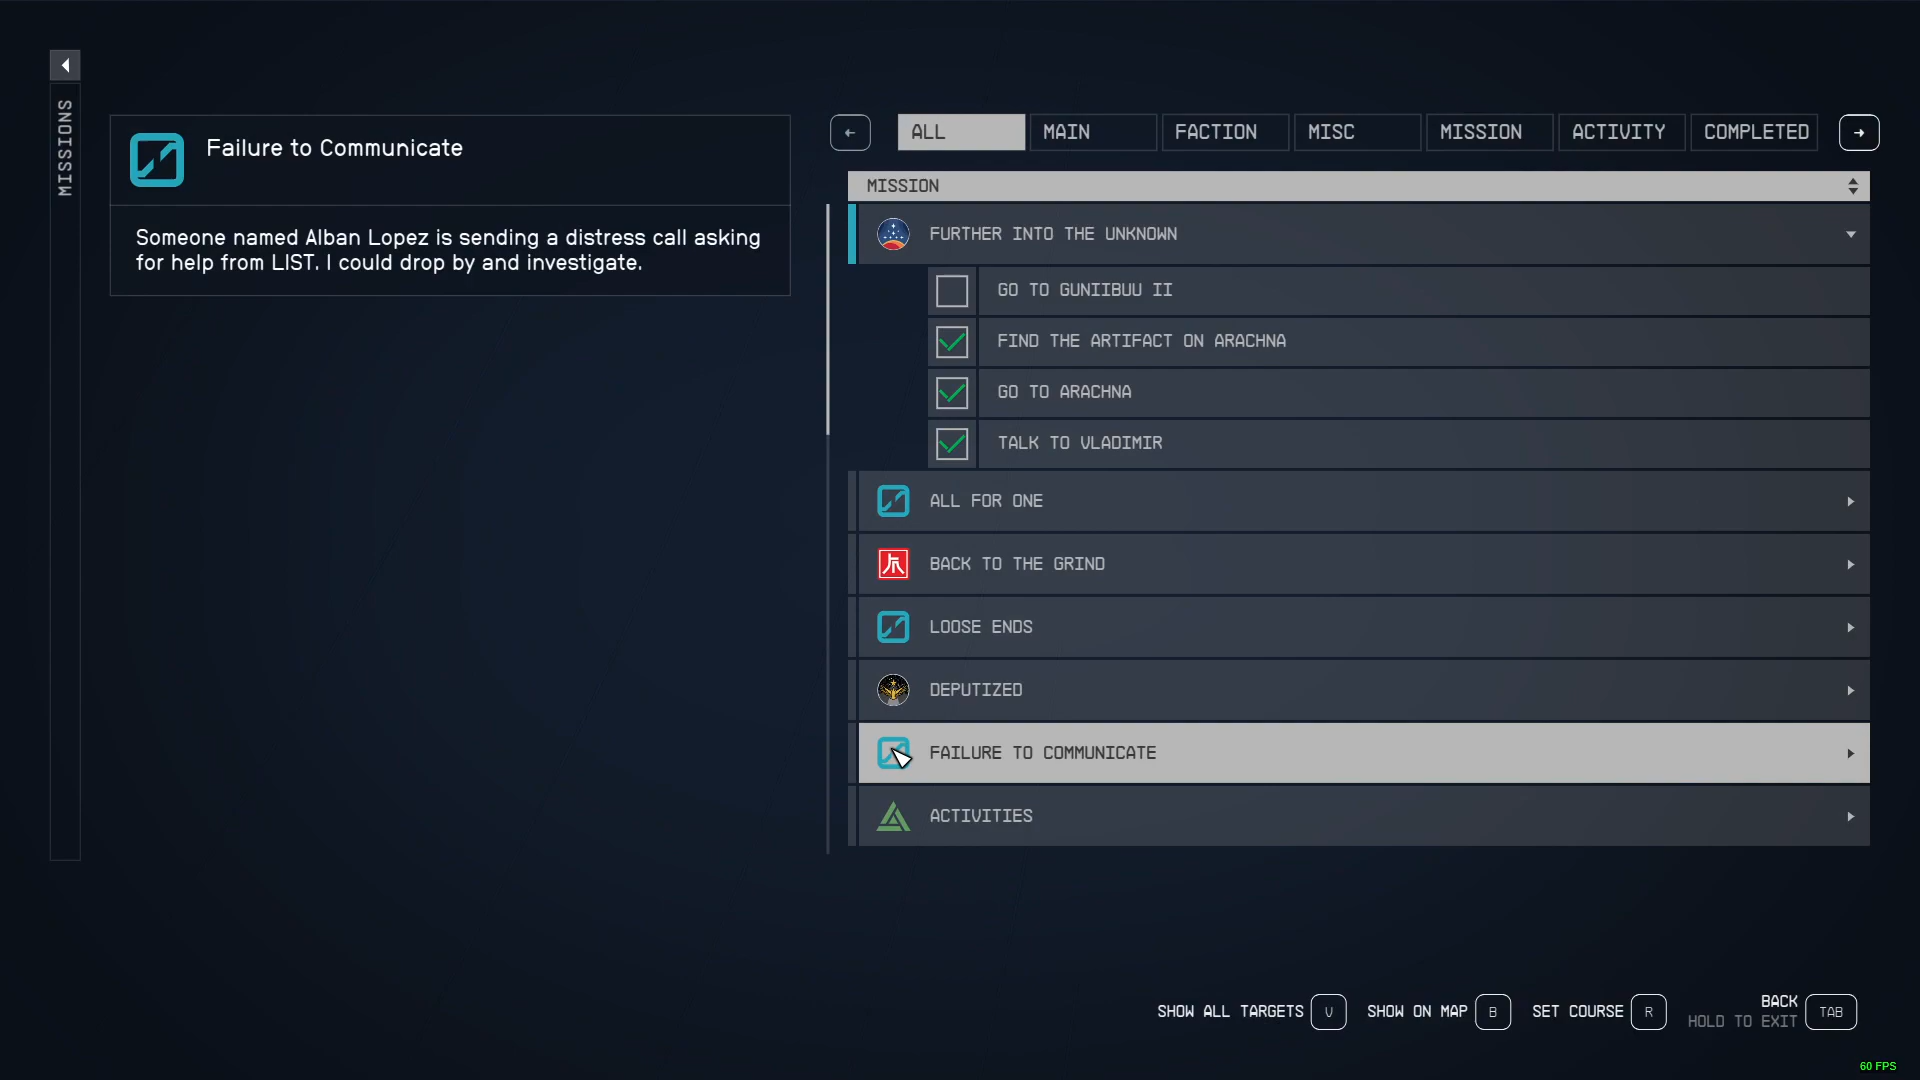 MISSIONS
Failure to Communicate
Someone named Alban Lopez is sending a distress call asking
for help from LIST. I could drop by and investigate.
ALL MAIN FACTION MISC MISSION ACTIVITY COMPLETED
MISSION
FURTHER INTO THE UNKNOWN
GO TO GUNIIBUU II
FIND THE ARTIFACT ON ARACHNA
GO TO ARACHNA
TALK TO VLADIMIR
ALL FOR ONE
BACK TO THE GRIND
LOOSE ENDS
DEPUTIZED
FAILURE TO COMMUNICATE
ACTIVITIES
SHOW ALL TARGETS V SHOW ON MAP B SET COURSE R BACK TAB
HOLD TO EXIT
60 FPS